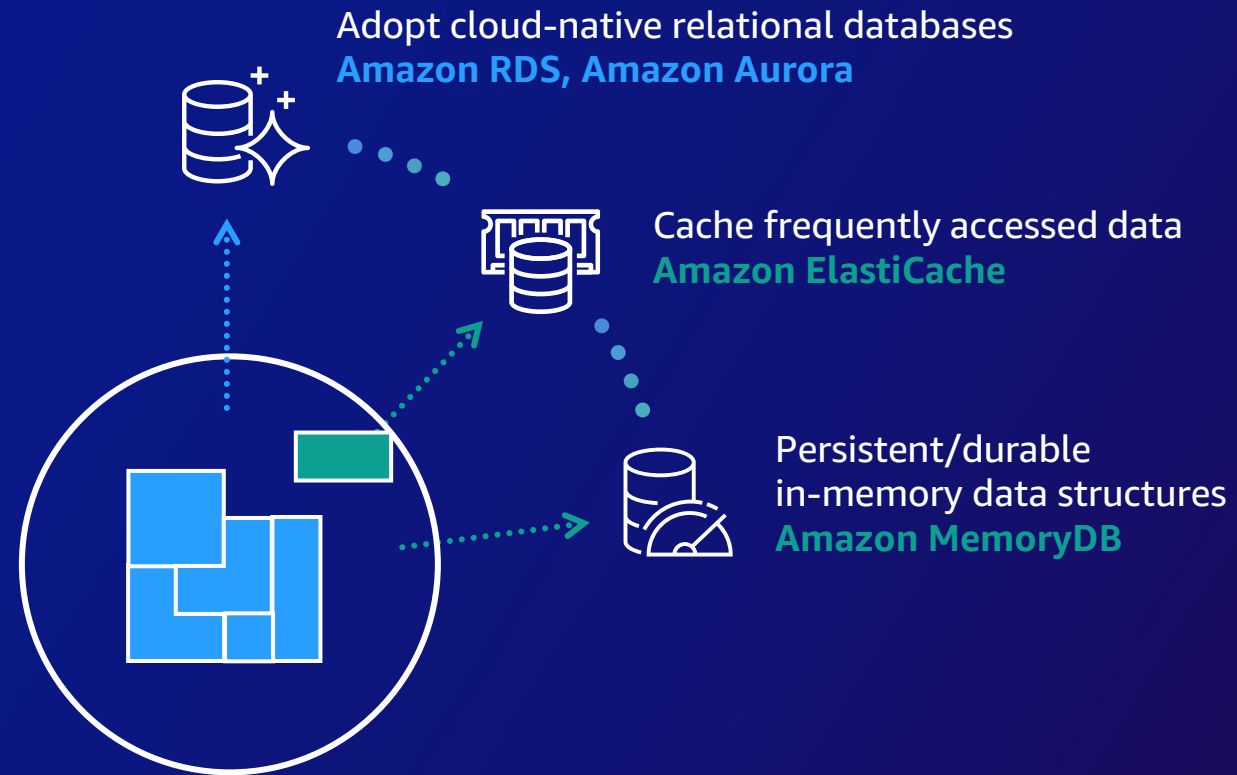 Adopt cloud-native relational databases
Amazon RDS, Amazon Aurora
Cache frequently accessed data
Amazon ElastiCache
Persistent/durable
in-memory data structures
Amazon MemoryDB